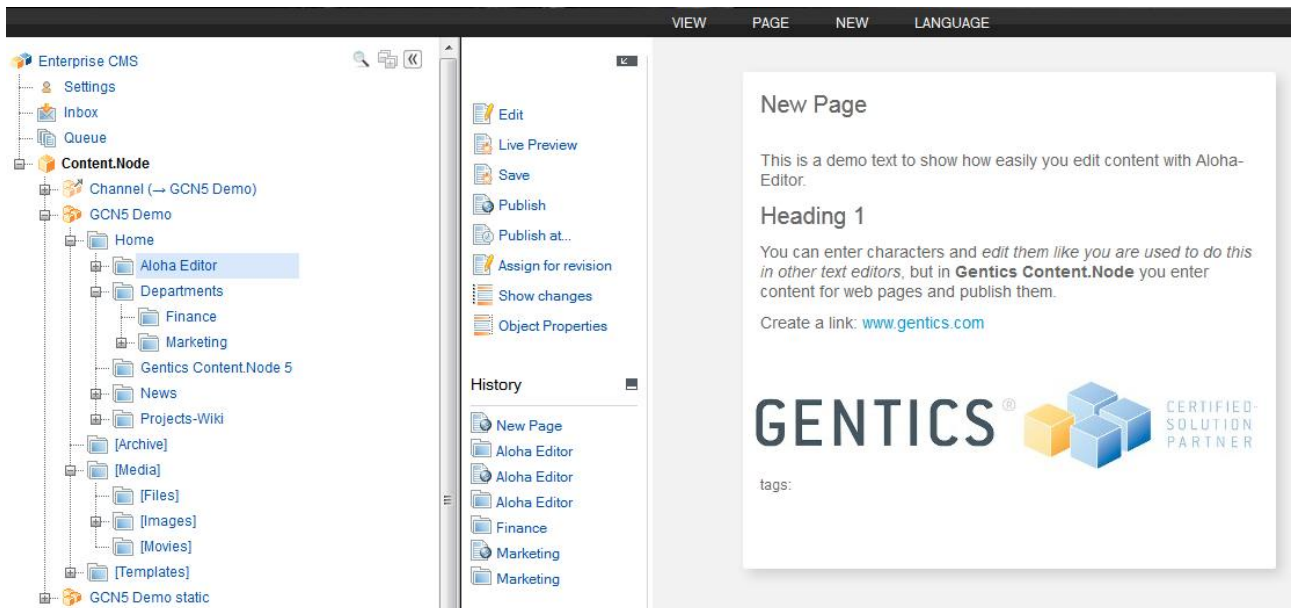 VIEW PAGE NEW LANGUAGE
Enterprise CMS
Settings
Inbox
Queue
Content.Node
Channel (→ GCN5 Demo)
GCN5 Demo
Home
Aloha Editor
Departments
Finance
Marketing
Gentics Content.Node 5
News
Projects-Wiki
[Archive]
[Media]
[Files]
[Images]
[Movies]
[Templates]
GCN5 Demo static
Edit
Live Preview
Save
Publish
Publish at...
Assign for revision
Show changes
Object Properties
History
New Page
Aloha Editor
Aloha Editor
Aloha Editor
Finance
Marketing
Marketing
New Page
This is a demo text to show how easily you edit content with Aloha-
Editor.
Heading 1
You can enter characters and edit them like you are used to do this
in other text editors, but in Gentics Content.Node you enter
content for web pages and publish them.
Create a link: www.gentics.com
GENTICS®
CERTIFIED-
SOLUTION
PARTNER
tags: